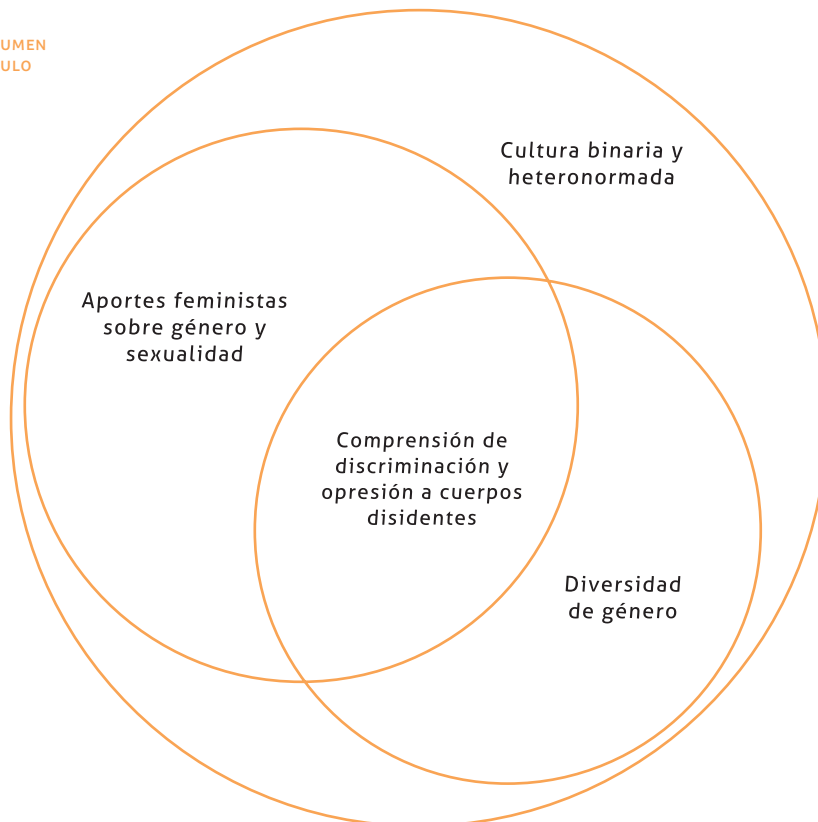 UMEN
ULO
Cultura binaria y
heteronormada
Aportes feministas
sobre género y
sexualidad
Comprensión de
discriminación y
opresión a cuerpos
disidentes
Diversidad
de género